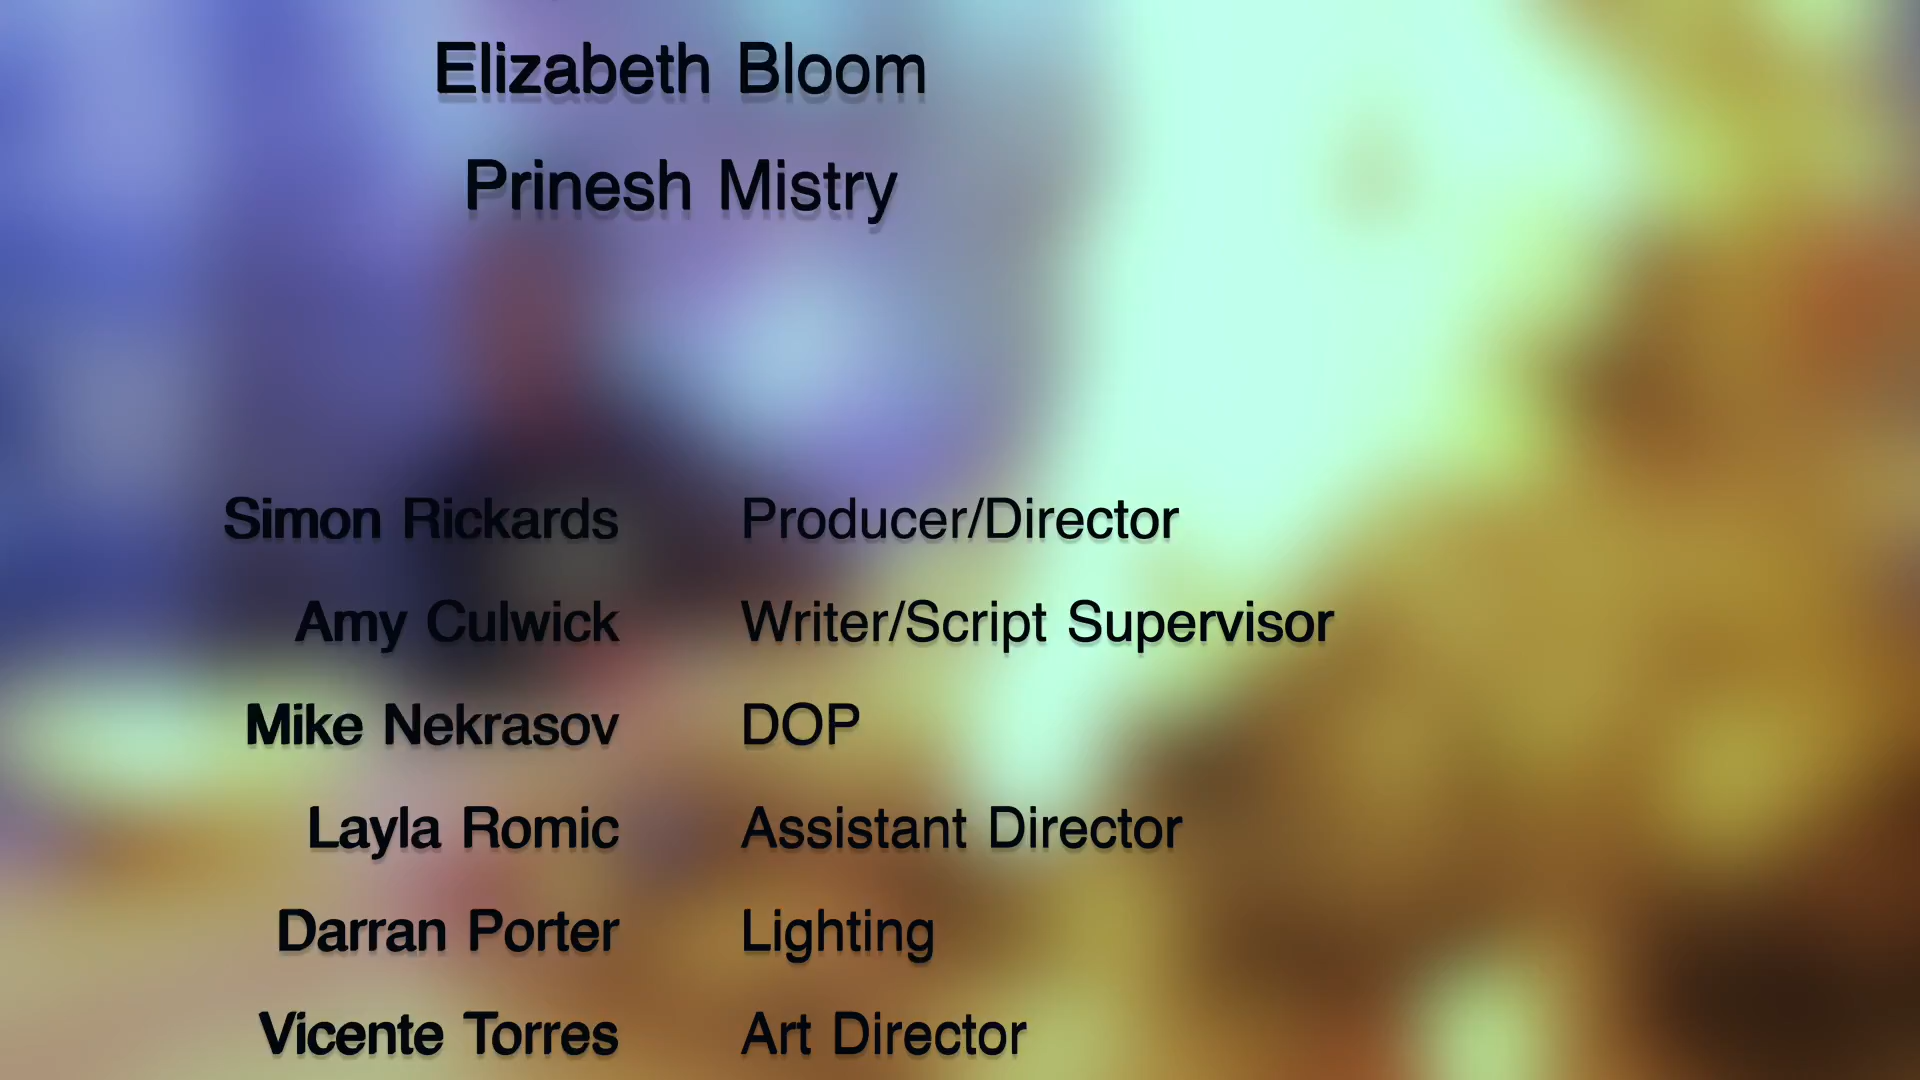 Elizabeth Bloom
Prinesh Mistry
Simon Rickards Producer/Director
Amy Culwick Writer/Script Supervisor
Mike Nekrasov DOP
Layla Romic Assistant Director
Darran Porter Lighting
Vicente Torres Art Director